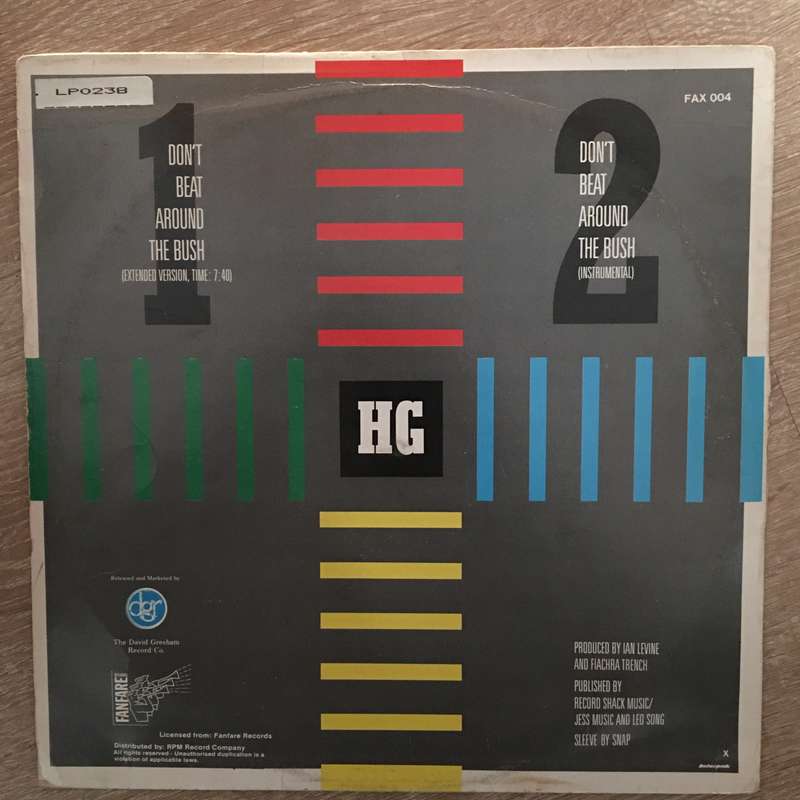 LP0238
FAX 004
1
DON'T
BEAT
AROUND
THE BUSH
(EXTENDED VERSION, TIME: 7:40)
2
DON'T
BEAT
AROUND
THE BUSH
(INSTRUMENTAL)
HG
Released and Marketed by
dgr
The David Gresham
Record Co.
FANFARE
Licensed from: Fanfare Records
Distributed by: RPM Record Company
All rights reserved - Unauthorised duplication is a
violation of applicable laws.
PRODUCED BY IAN LEVINE
AND FIACHRA TRENCH
PUBLISHED BY
RECORD SHACK MUSIC/
JESS MUSIC AND LEO SONG
SLEEVE BY SNAP
X